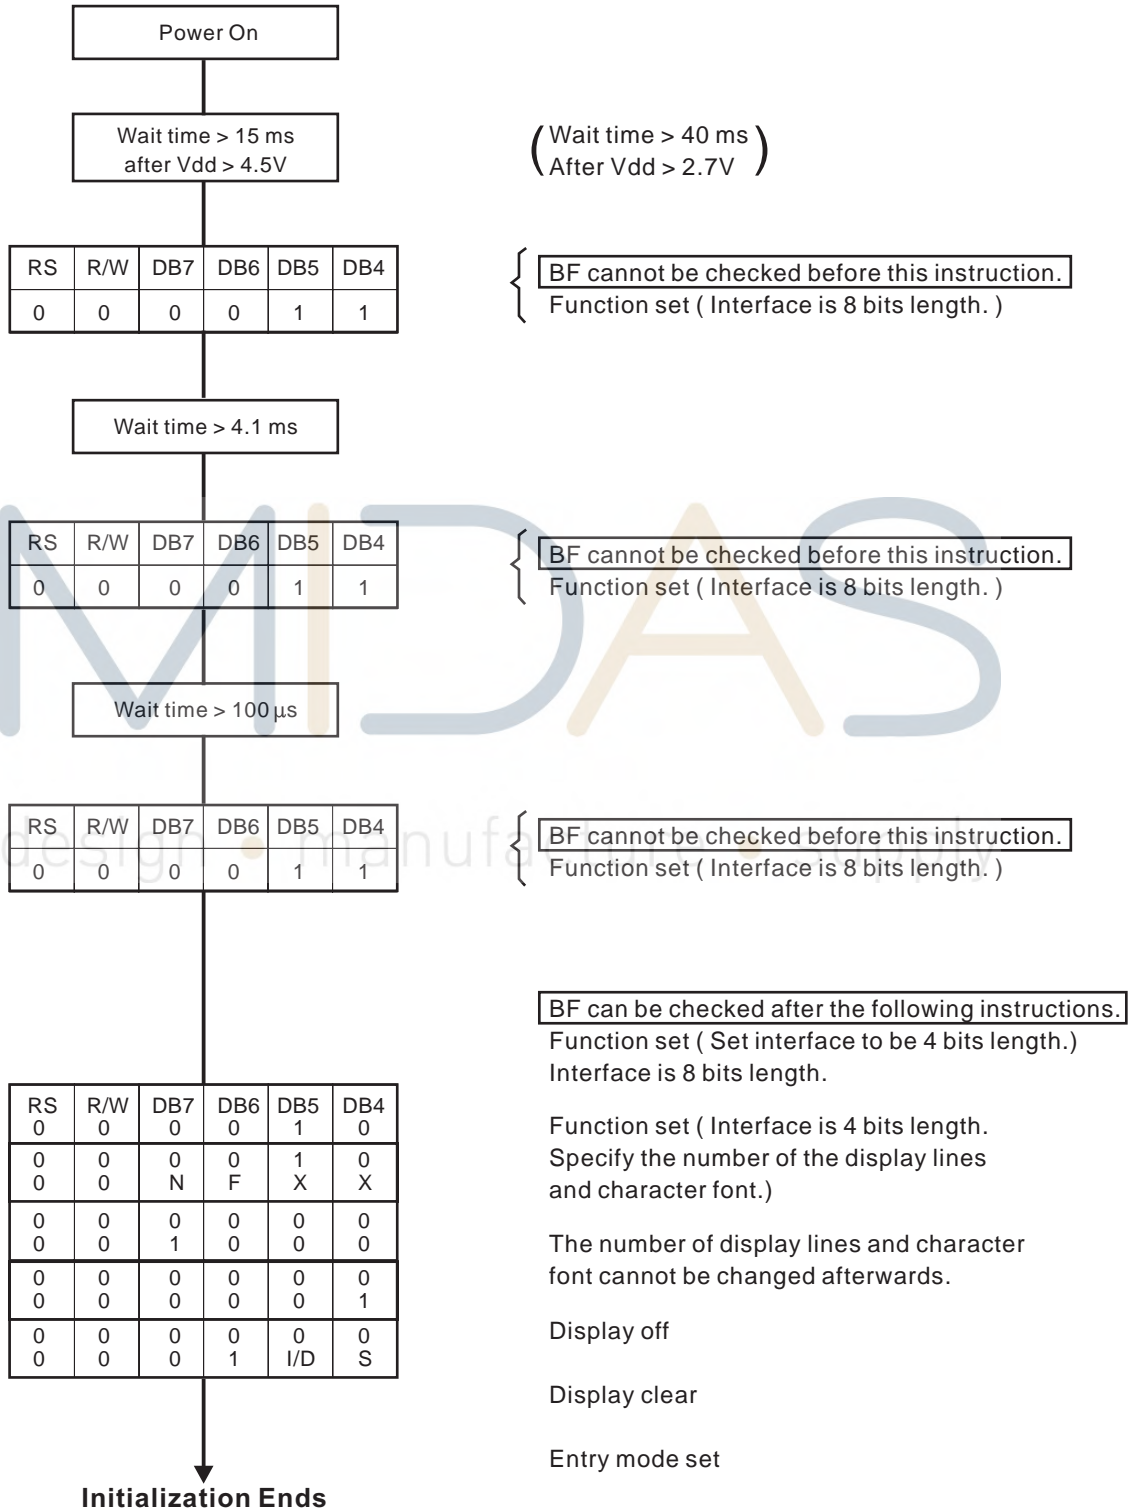 Power On
Wait time > 15 ms
after Vdd > 4.5V
(Wait time > 40 ms
After Vdd > 2.7V)
RS R/W DB7 DB6 DB5 DB4
0 0 0 0 1 1
BF cannot be checked before this instruction.
Function set ( Interface is 8 bits length. )
Wait time > 4.1 ms
MIDAS
RS R/W DB7 DB6 DB5 DB4
0 0 0 0 1 1
BF cannot be checked before this instruction.
Function set ( Interface is 8 bits length. )
Wait time > 100 µs
design • manufacture • supply
RS R/W DB7 DB6 DB5 DB4
0 0 0 0 1 1
BF cannot be checked before this instruction.
Function set ( Interface is 8 bits length. )
BF can be checked after the following instructions.
Function set ( Set interface to be 4 bits length.)
Interface is 8 bits length.
RS R/W DB7 DB6 DB5 DB4
0 0 0 0 1 0
0 0 0 0 1 0
0 0 N F X X
0 0 0 0 0 0
0 0 1 0 0 0
0 0 0 0 0 0
0 0 0 0 0 1
0 0 0 0 0 0
0 0 0 1 I/D S
Function set ( Interface is 4 bits length.
Specify the number of the display lines
and character font.)
The number of display lines and character
font cannot be changed afterwards.
Display off
Display clear
Entry mode set
Initialization Ends